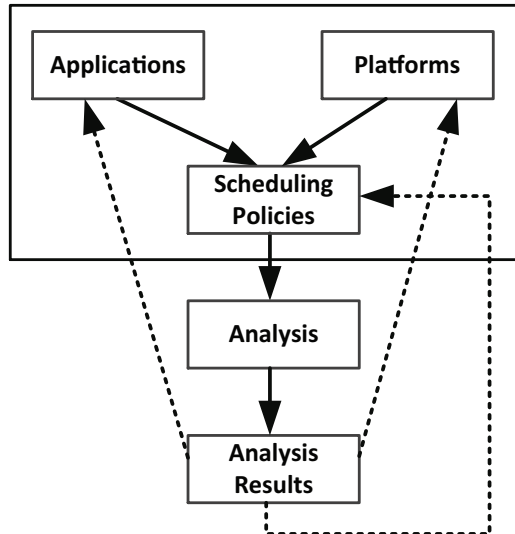 Applications
Platforms
Scheduling
Policies
Analysis
Analysis
Results